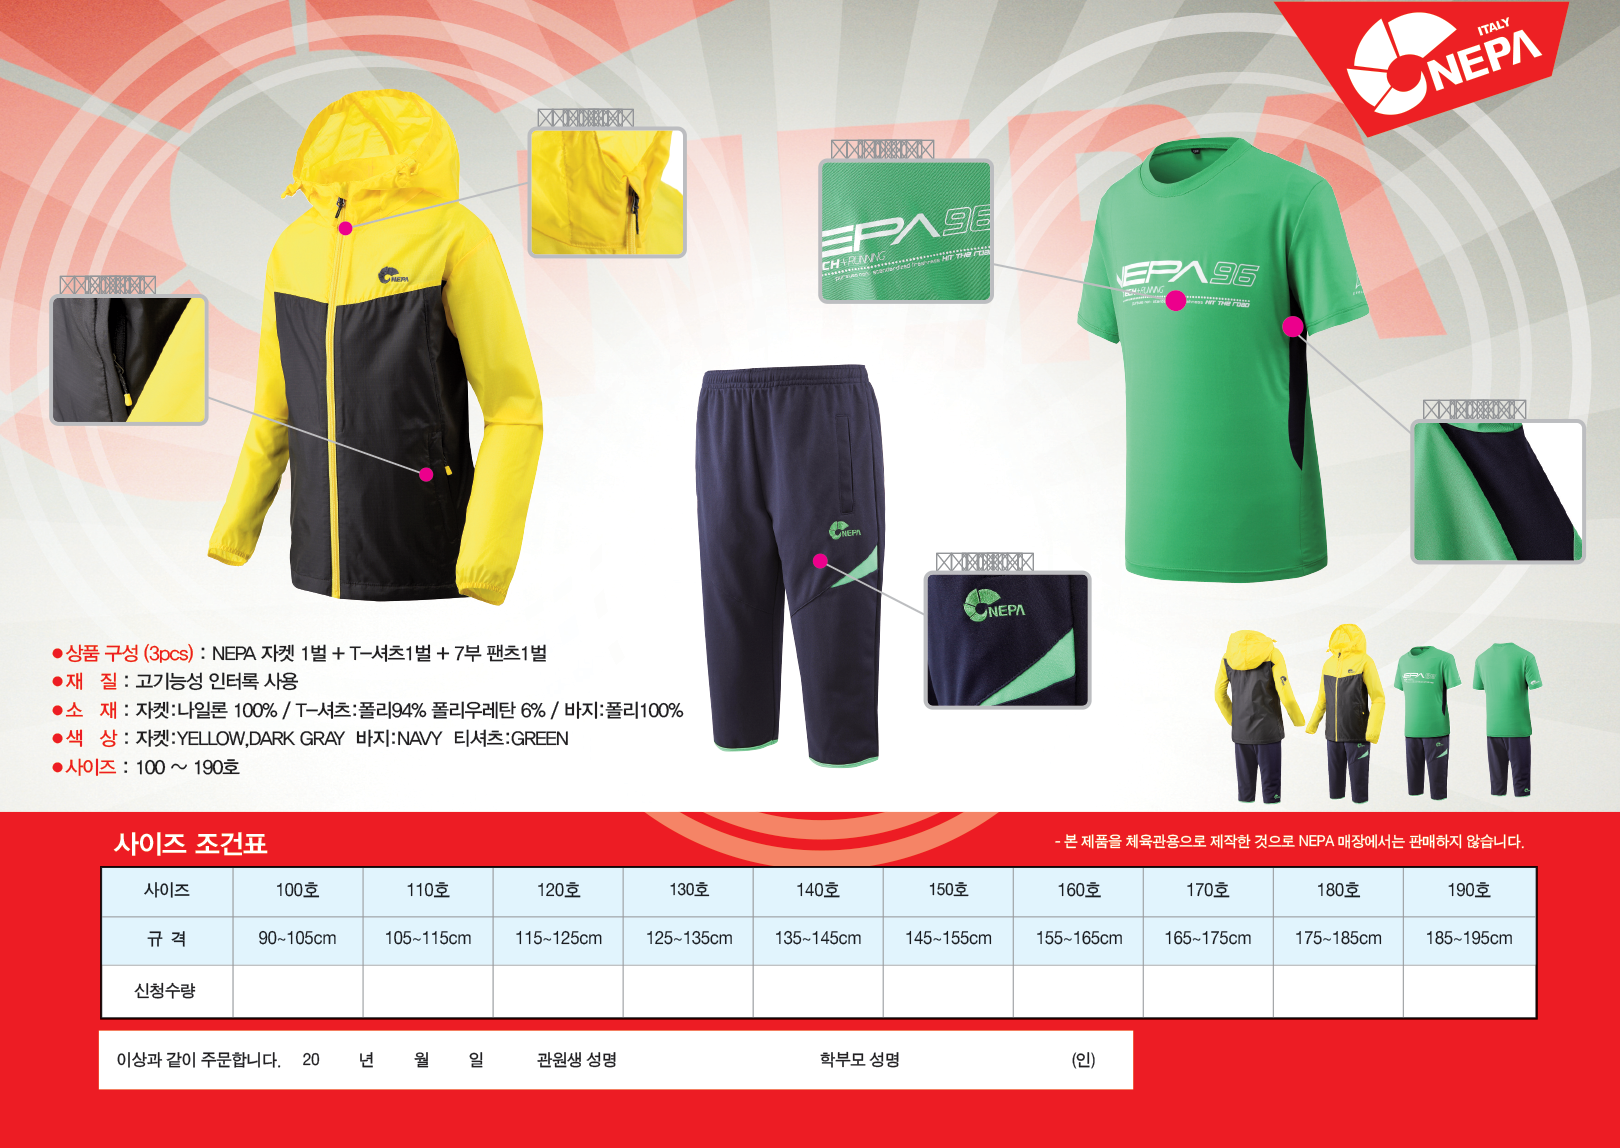 ITALY
NEPA
NEPA
EPA 96
CH+RUNNING
HIT THE ROAD
NEPA 96
TECH+RUNNING
HIT THE ROAD
NEPA
NEPA
● 상품 구성 (3pcs) : NEPA 자켓 1벌 + T-셔츠1벌 + 7부 팬츠1벌
● 재 질 : 고기능성 인터록 사용
● 소 재 : 자켓:나일론 100% / T-셔츠:폴리94% 폴리우레탄 6% / 바지:폴리100%
● 색 상 : 자켓:YELLOW,DARK GRAY 바지:NAVY 티셔츠:GREEN
● 사이즈 : 100 ~ 190호
사이즈 조건표
- 본 제품을 체육관용으로 제작한 것으로 NEPA 매장에서는 판매하지 않습니다.
사이즈 100호 110호 120호 130호 140호 150호 160호 170호 180호 190호
규 격 90~105cm 105~115cm 115~125cm 125~135cm 135~145cm 145~155cm 155~165cm 165~175cm 175~185cm 185~195cm
신청수량
이상과 같이 주문합니다. 20 년 월 일 관원생 성명 학부모 성명 (인)